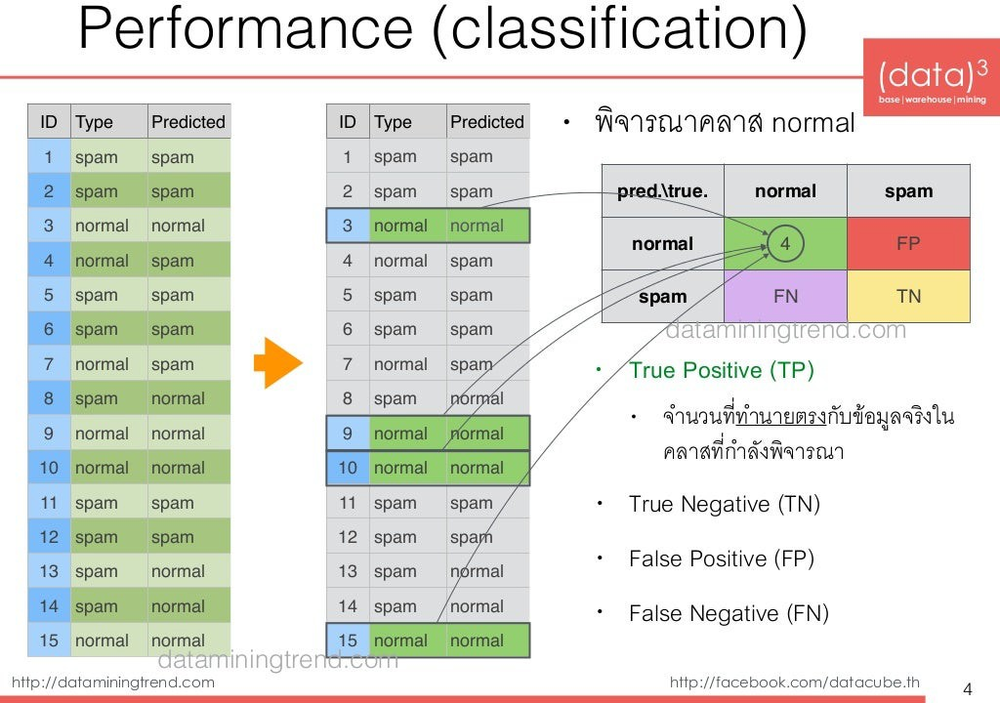 Performance (classification)
(data)3
base|warehouse|mining
ID Type Predicted
1 spam spam
2 spam spam
3 normal normal
4 normal spam
5 spam spam
6 spam spam
7 normal spam
8 spam normal
9 normal normal
10 normal normal
11 spam spam
12 spam spam
13 spam normal
14 spam normal
15 normal normal
ID Type Predicted
1 spam spam
2 spam spam
3 normal normal
4 normal spam
5 spam spam
6 spam spam
7 normal spam
8 spam normal
9 normal normal
10 normal normal
11 spam spam
12 spam spam
13 spam normal
14 spam normal
15 normal normal
dataminingtrend.com
• พิจารณาคลาส normal
pred.\true. normal spam
normal 4 FP
spam FN TN
dataminingtrend.com
• True Positive (TP)
• จำนวนที่ทำนายตรงกับข้อมูลจริงใน
คลาสที่กำลังพิจารณา
• True Negative (TN)
• False Positive (FP)
• False Negative (FN)
http://dataminingtrend.com
http://facebook.com/datacube.th
4